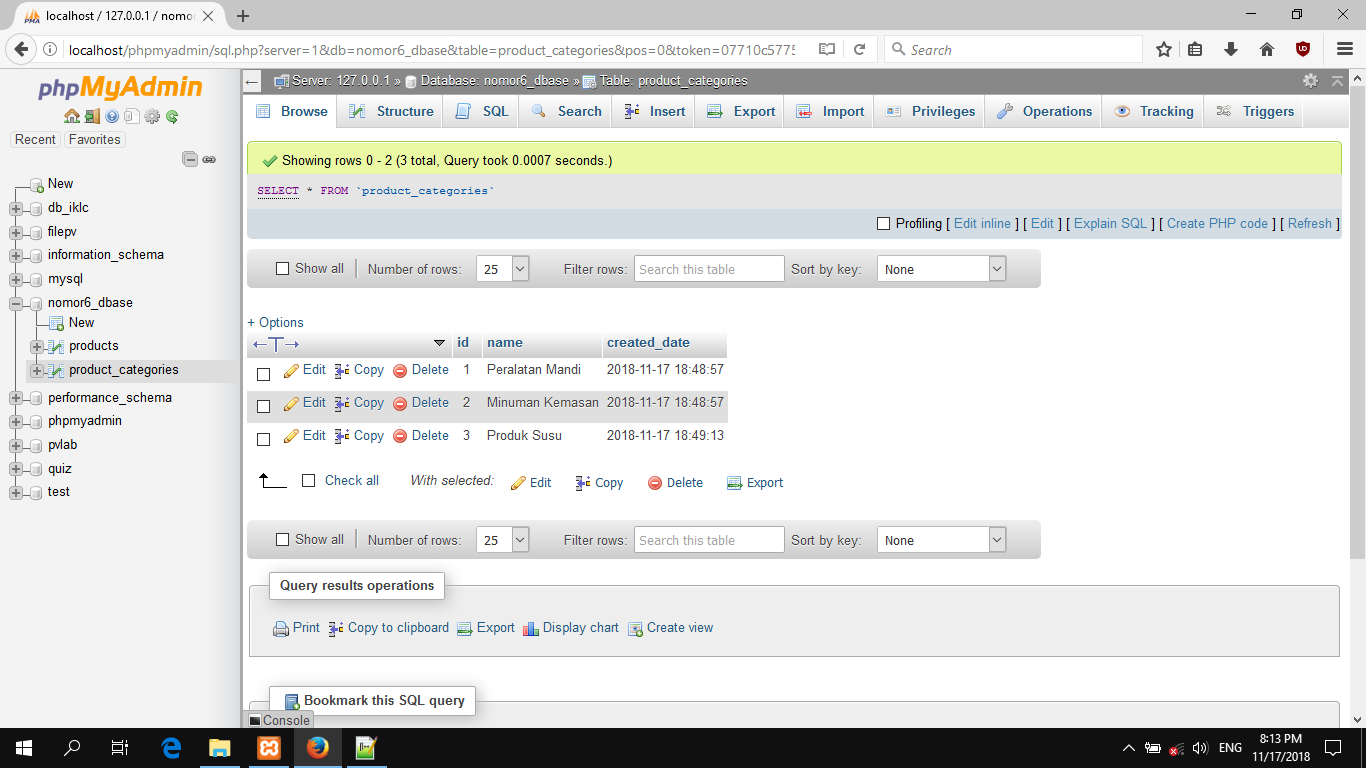 localhost / 127.0.0.1 / nomor
localhost/phpmyadmin/sql.php?server=1&db=nomor6_dbase&table=product_categories&pos=0&token=07710c5775
Search
phpMyAdmin
Recent Favorites
New
db_iklc
filepv
information_schema
mysql
nomor6_dbase
New
products
product_categories
performance_schema
phpmyadmin
pvlab
quiz
test
Server: 127.0.0.1 » Database: nomor6_dbase » Table: product_categories
Browse Structure SQL Search Insert Export Import Privileges Operations Tracking Triggers
Showing rows 0 - 2 (3 total, Query took 0.0007 seconds.)
SELECT * FROM `product_categories`
Profiling [ Edit inline ] [ Edit ] [ Explain SQL ] [ Create PHP code ] [ Refresh ]
Show all Number of rows: 25 Filter rows: Search this table Sort by key: None
+ Options
←T→ id name created_date
Edit Copy Delete 1 Peralatan Mandi 2018-11-17 18:48:57
Edit Copy Delete 2 Minuman Kemasan 2018-11-17 18:48:57
Edit Copy Delete 3 Produk Susu 2018-11-17 18:49:13
Check all With selected: Edit Copy Delete Export
Show all Number of rows: 25 Filter rows: Search this table Sort by key: None
Query results operations
Print Copy to clipboard Export Display chart Create view
Bookmark this SQL query
Console
ENG
8:13 PM
11/17/2018